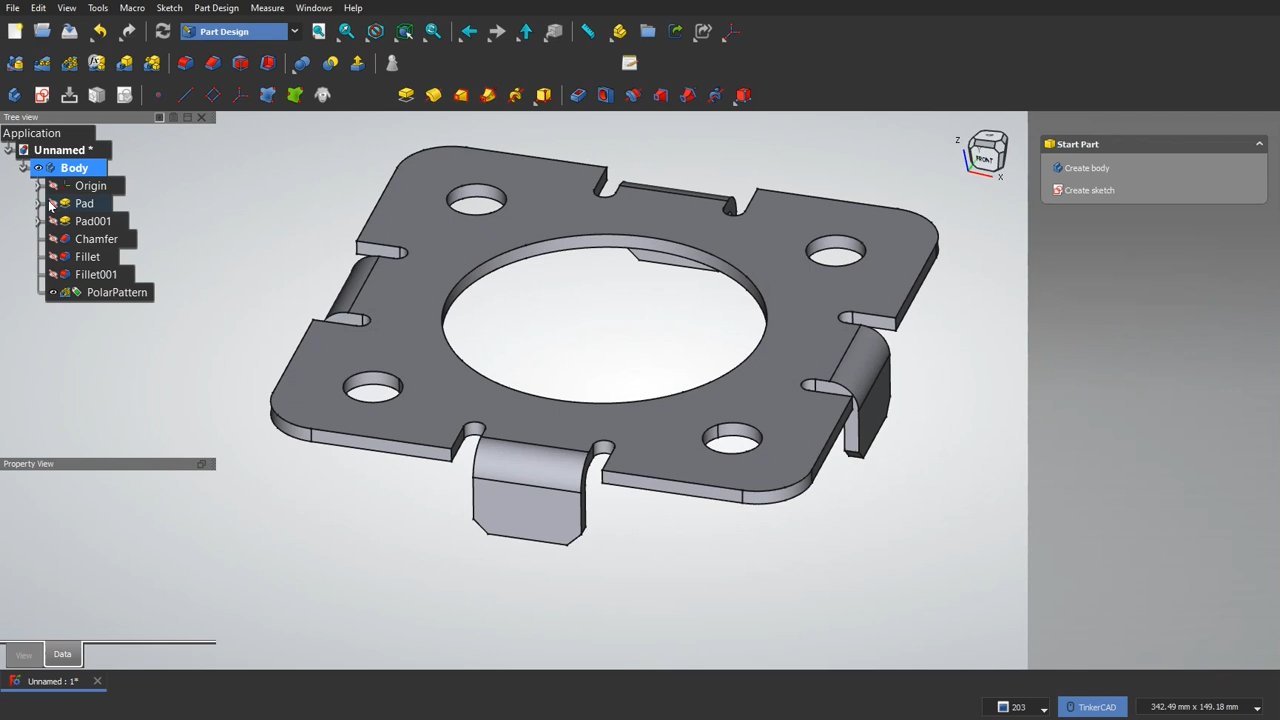 File Edit View Tools Macro Sketch Part Design Measure Windows Help
Part Design
Tree view
Application
Unnamed *
Body
Origin
Pad
Pad001
Chamfer
Fillet
Fillet001
PolarPattern
Property View
View Data
Unnamed : 1*
Z
FRONT
X
Start Part
Create body
Create sketch
203 TinkerCAD 342.49 mm x 149.18 mm